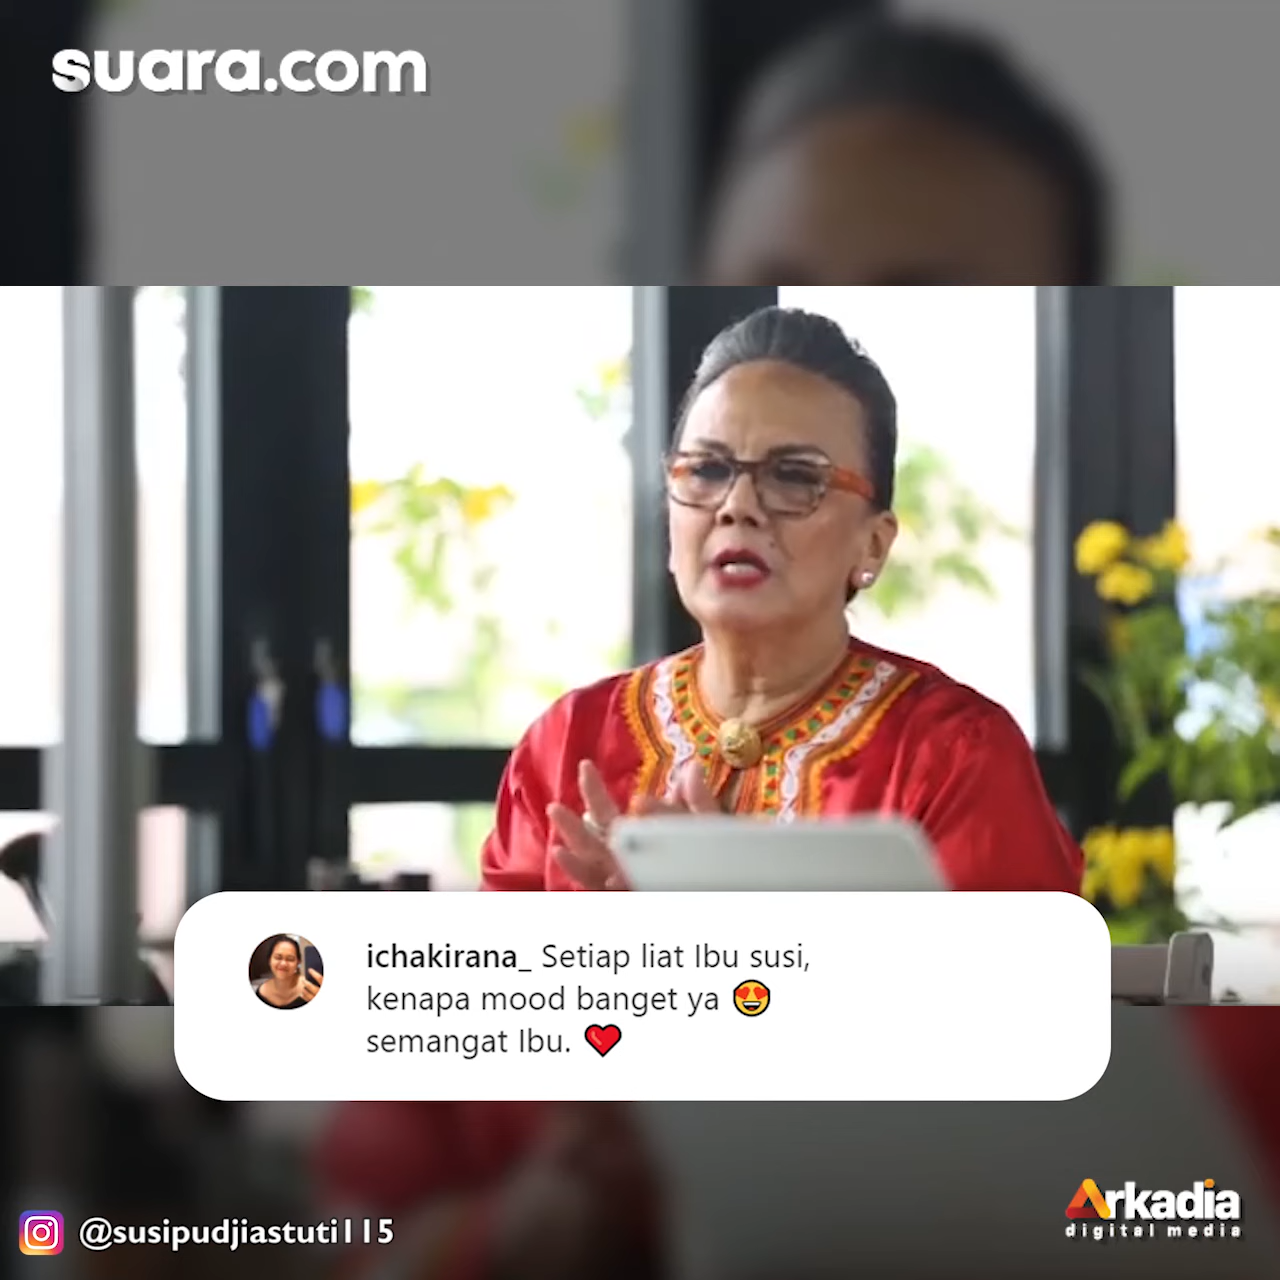 suara.com
ichakirana_ Setiap liat Ibu susi,
kenapa mood banget ya 😍
semangat Ibu. ❤️
@susipudjiastuti115
Arkadia
digital media